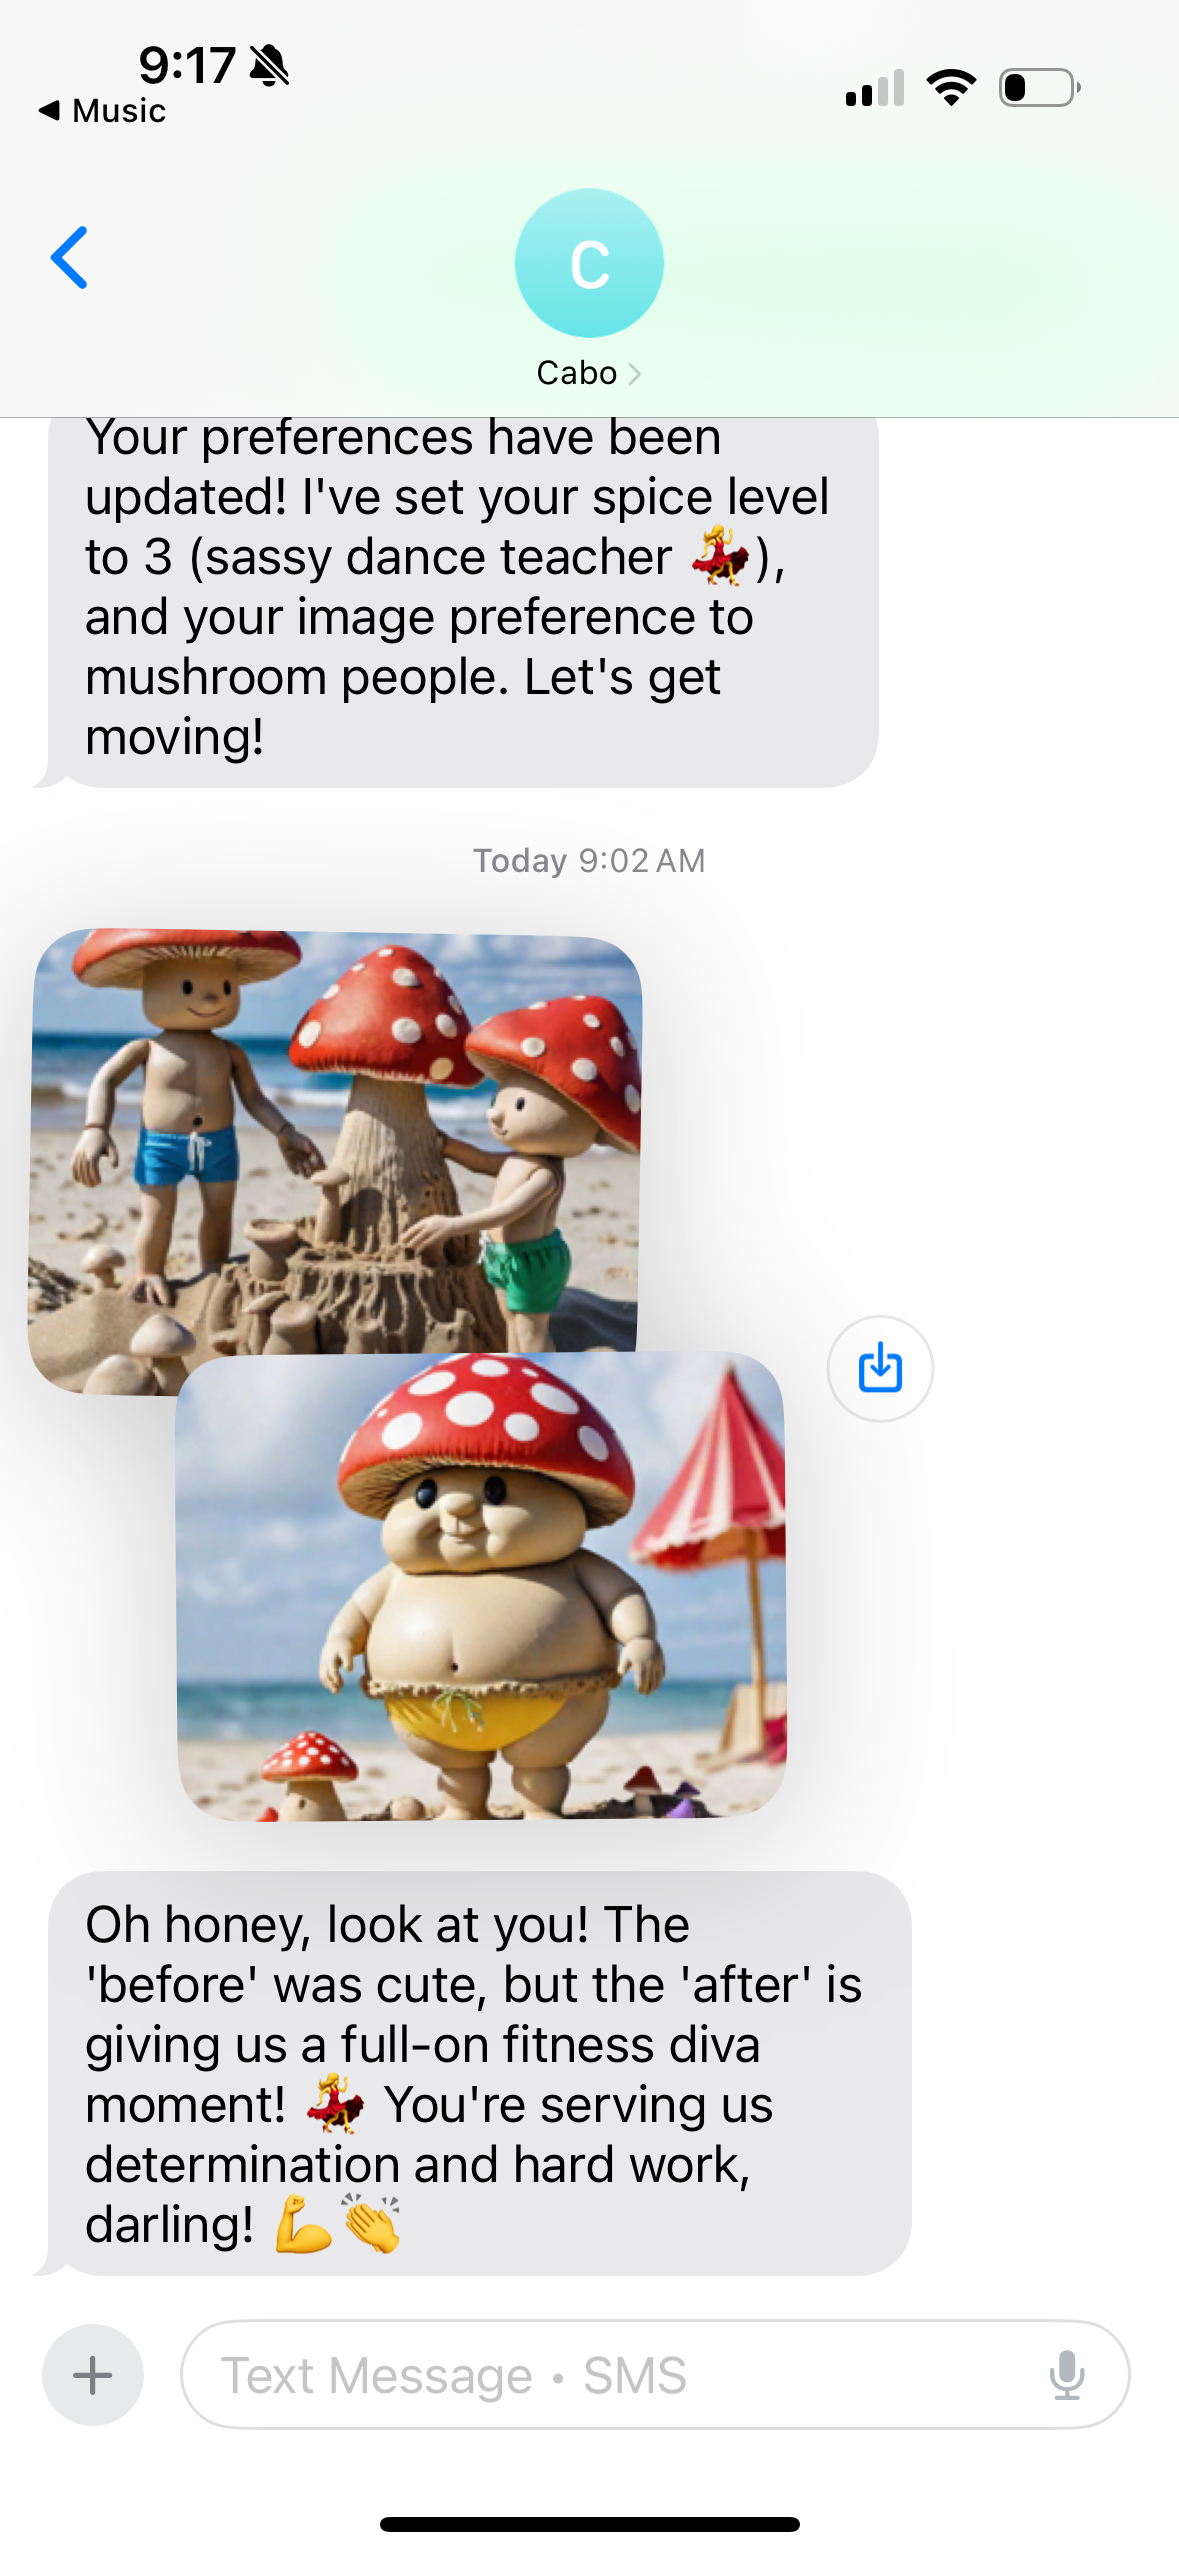 9:17
◀ Music
C
Cabo
Your preferences have been
updated! I've set your spice level
to 3 (sassy dance teacher 💃),
and your image preference to
mushroom people. Let's get
moving!
Today 9:02 AM
Oh honey, look at you! The
'before' was cute, but the 'after' is
giving us a full-on fitness diva
moment! 💃 You're serving us
determination and hard work,
darling! 💪👏
Text Message • SMS